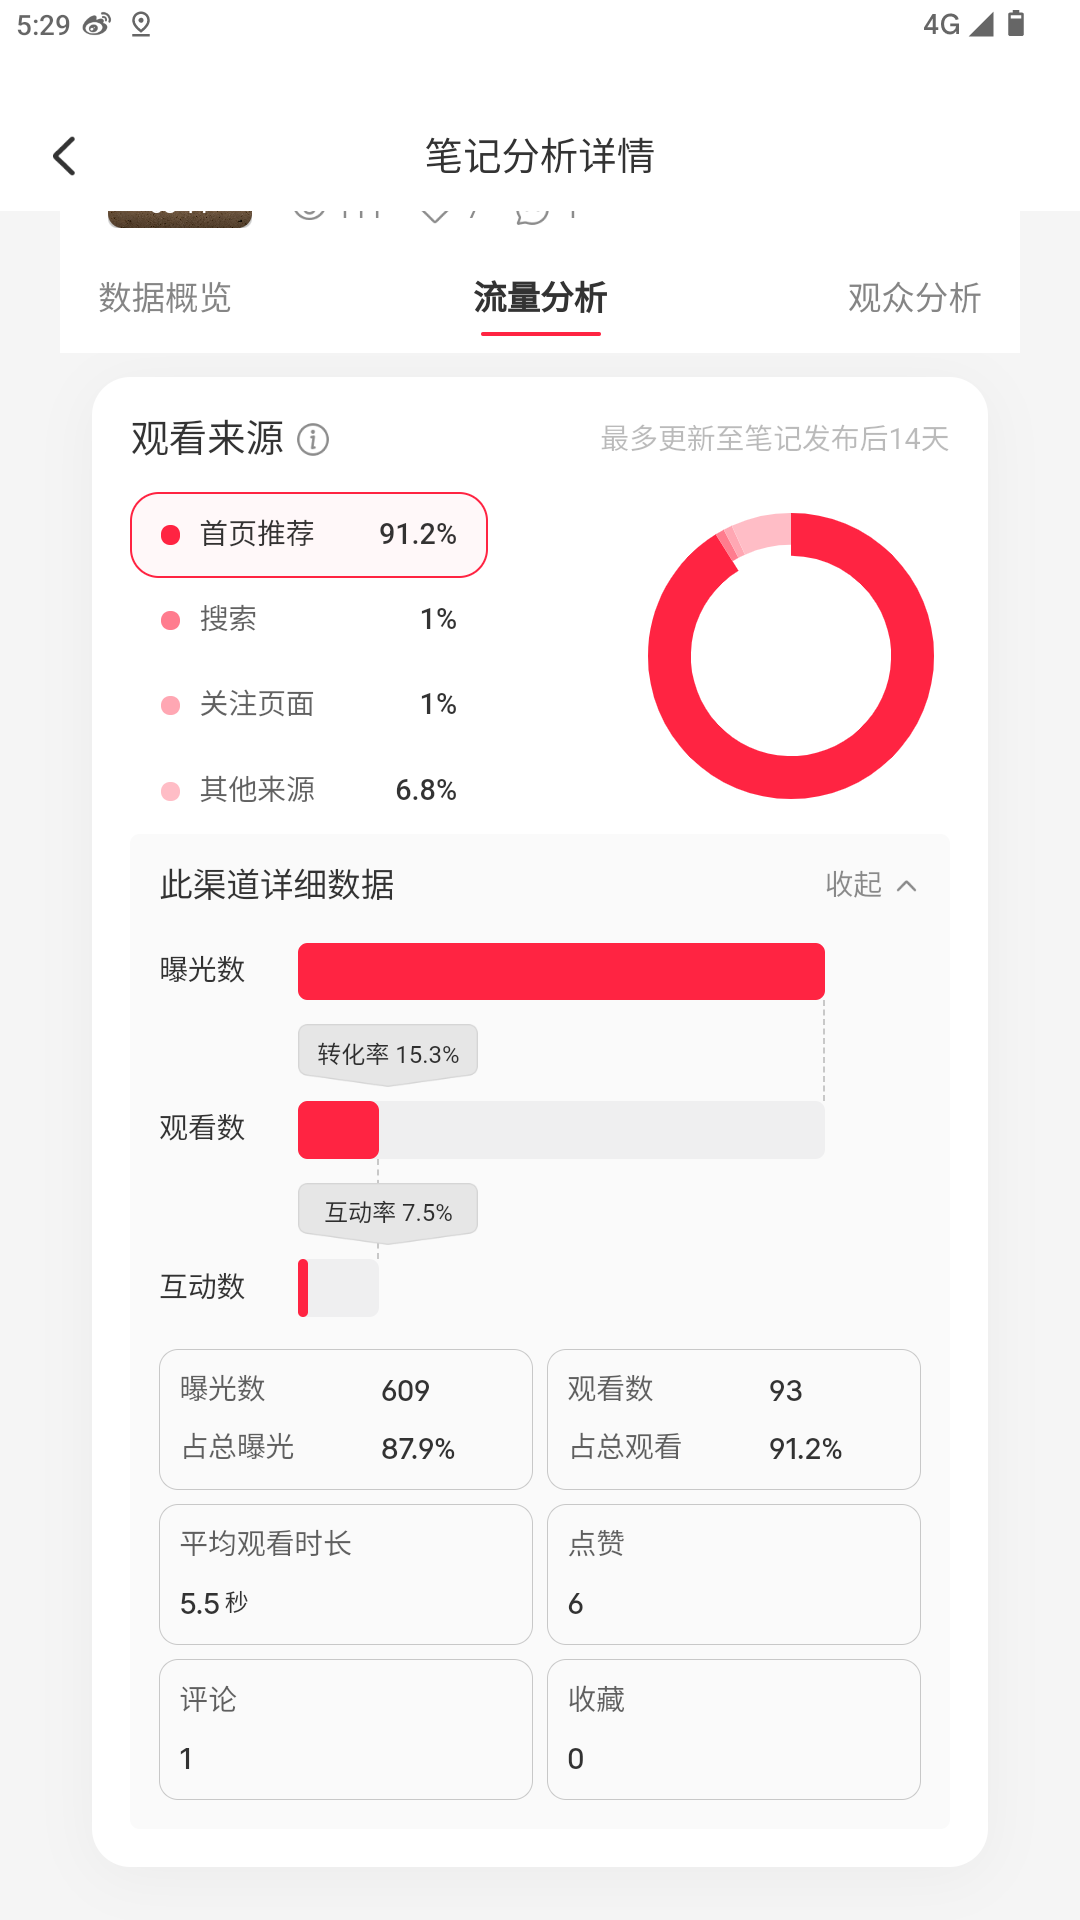 5:29
4G
笔记分析详情
数据概览
流量分析
观众分析
观看来源
最多更新至笔记发布后14天
首页推荐 91.2%
搜索 1%
关注页面 1%
其他来源 6.8%
此渠道详细数据
收起
曝光数
转化率 15.3%
观看数
互动率 7.5%
互动数
曝光数 609
占总曝光 87.9%
观看数 93
占总观看 91.2%
平均观看时长
5.5 秒
点赞
6
评论
1
收藏
0